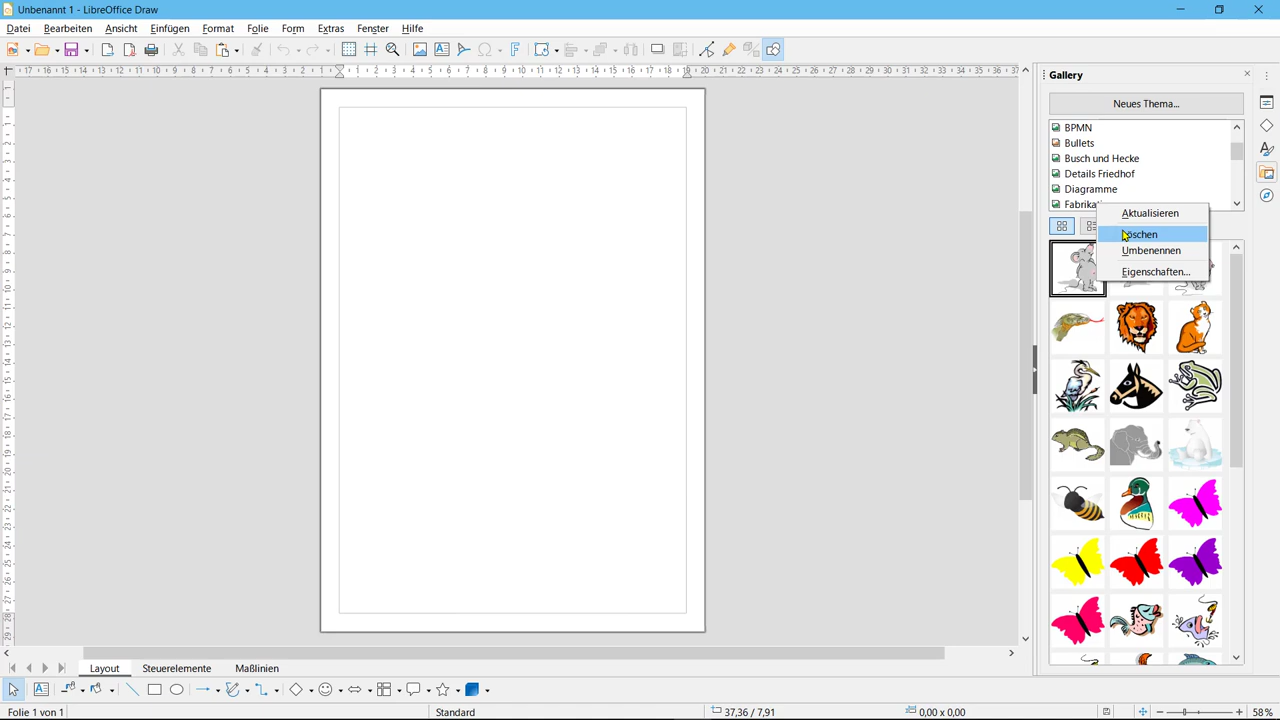 Unbenannt 1 - LibreOffice Draw
Datei Bearbeiten Ansicht Einfügen Format Folie Form Extras Fenster Hilfe
Gallery
Neues Thema...
BPMN
Bullets
Busch und Hecke
Details Friedhof
Diagramme
Aktualisieren
Umbenennen
Eigenschaften...
Layout Steuerelemente Maßlinien
Folie 1 von 1 Standard 37,36 / 7,91 0,00 x 0,00 58%